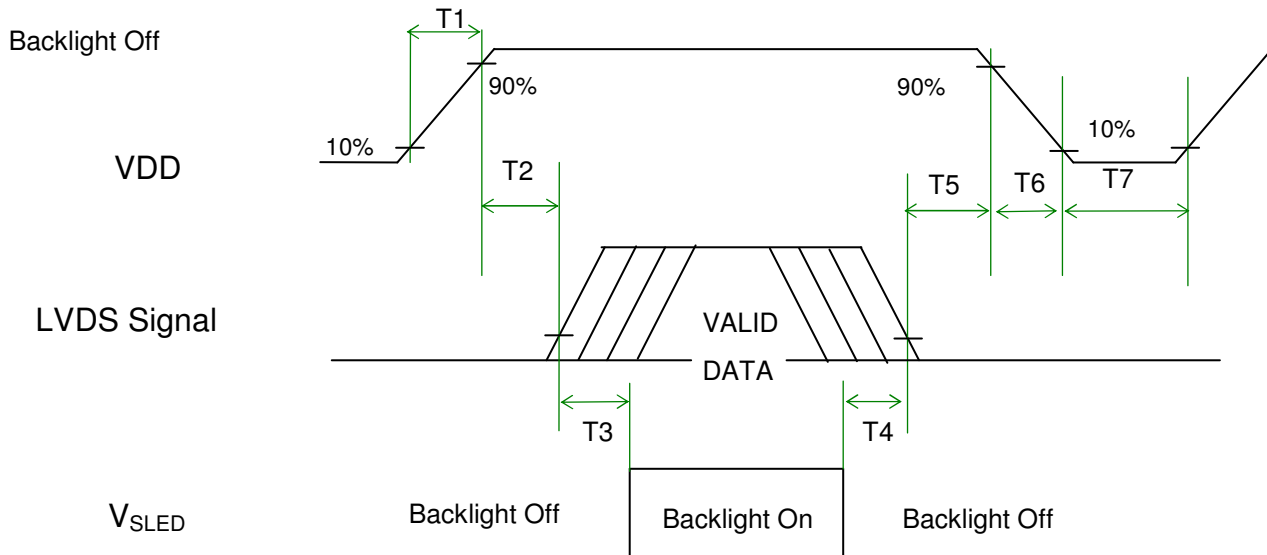 T1
Backlight Off
90%
90%
10%
10%
VDD
T2
T5
T6
T7
LVDS Signal
VALID
DATA
T3
T4
VSLED
Backlight Off
Backlight On
Backlight Off